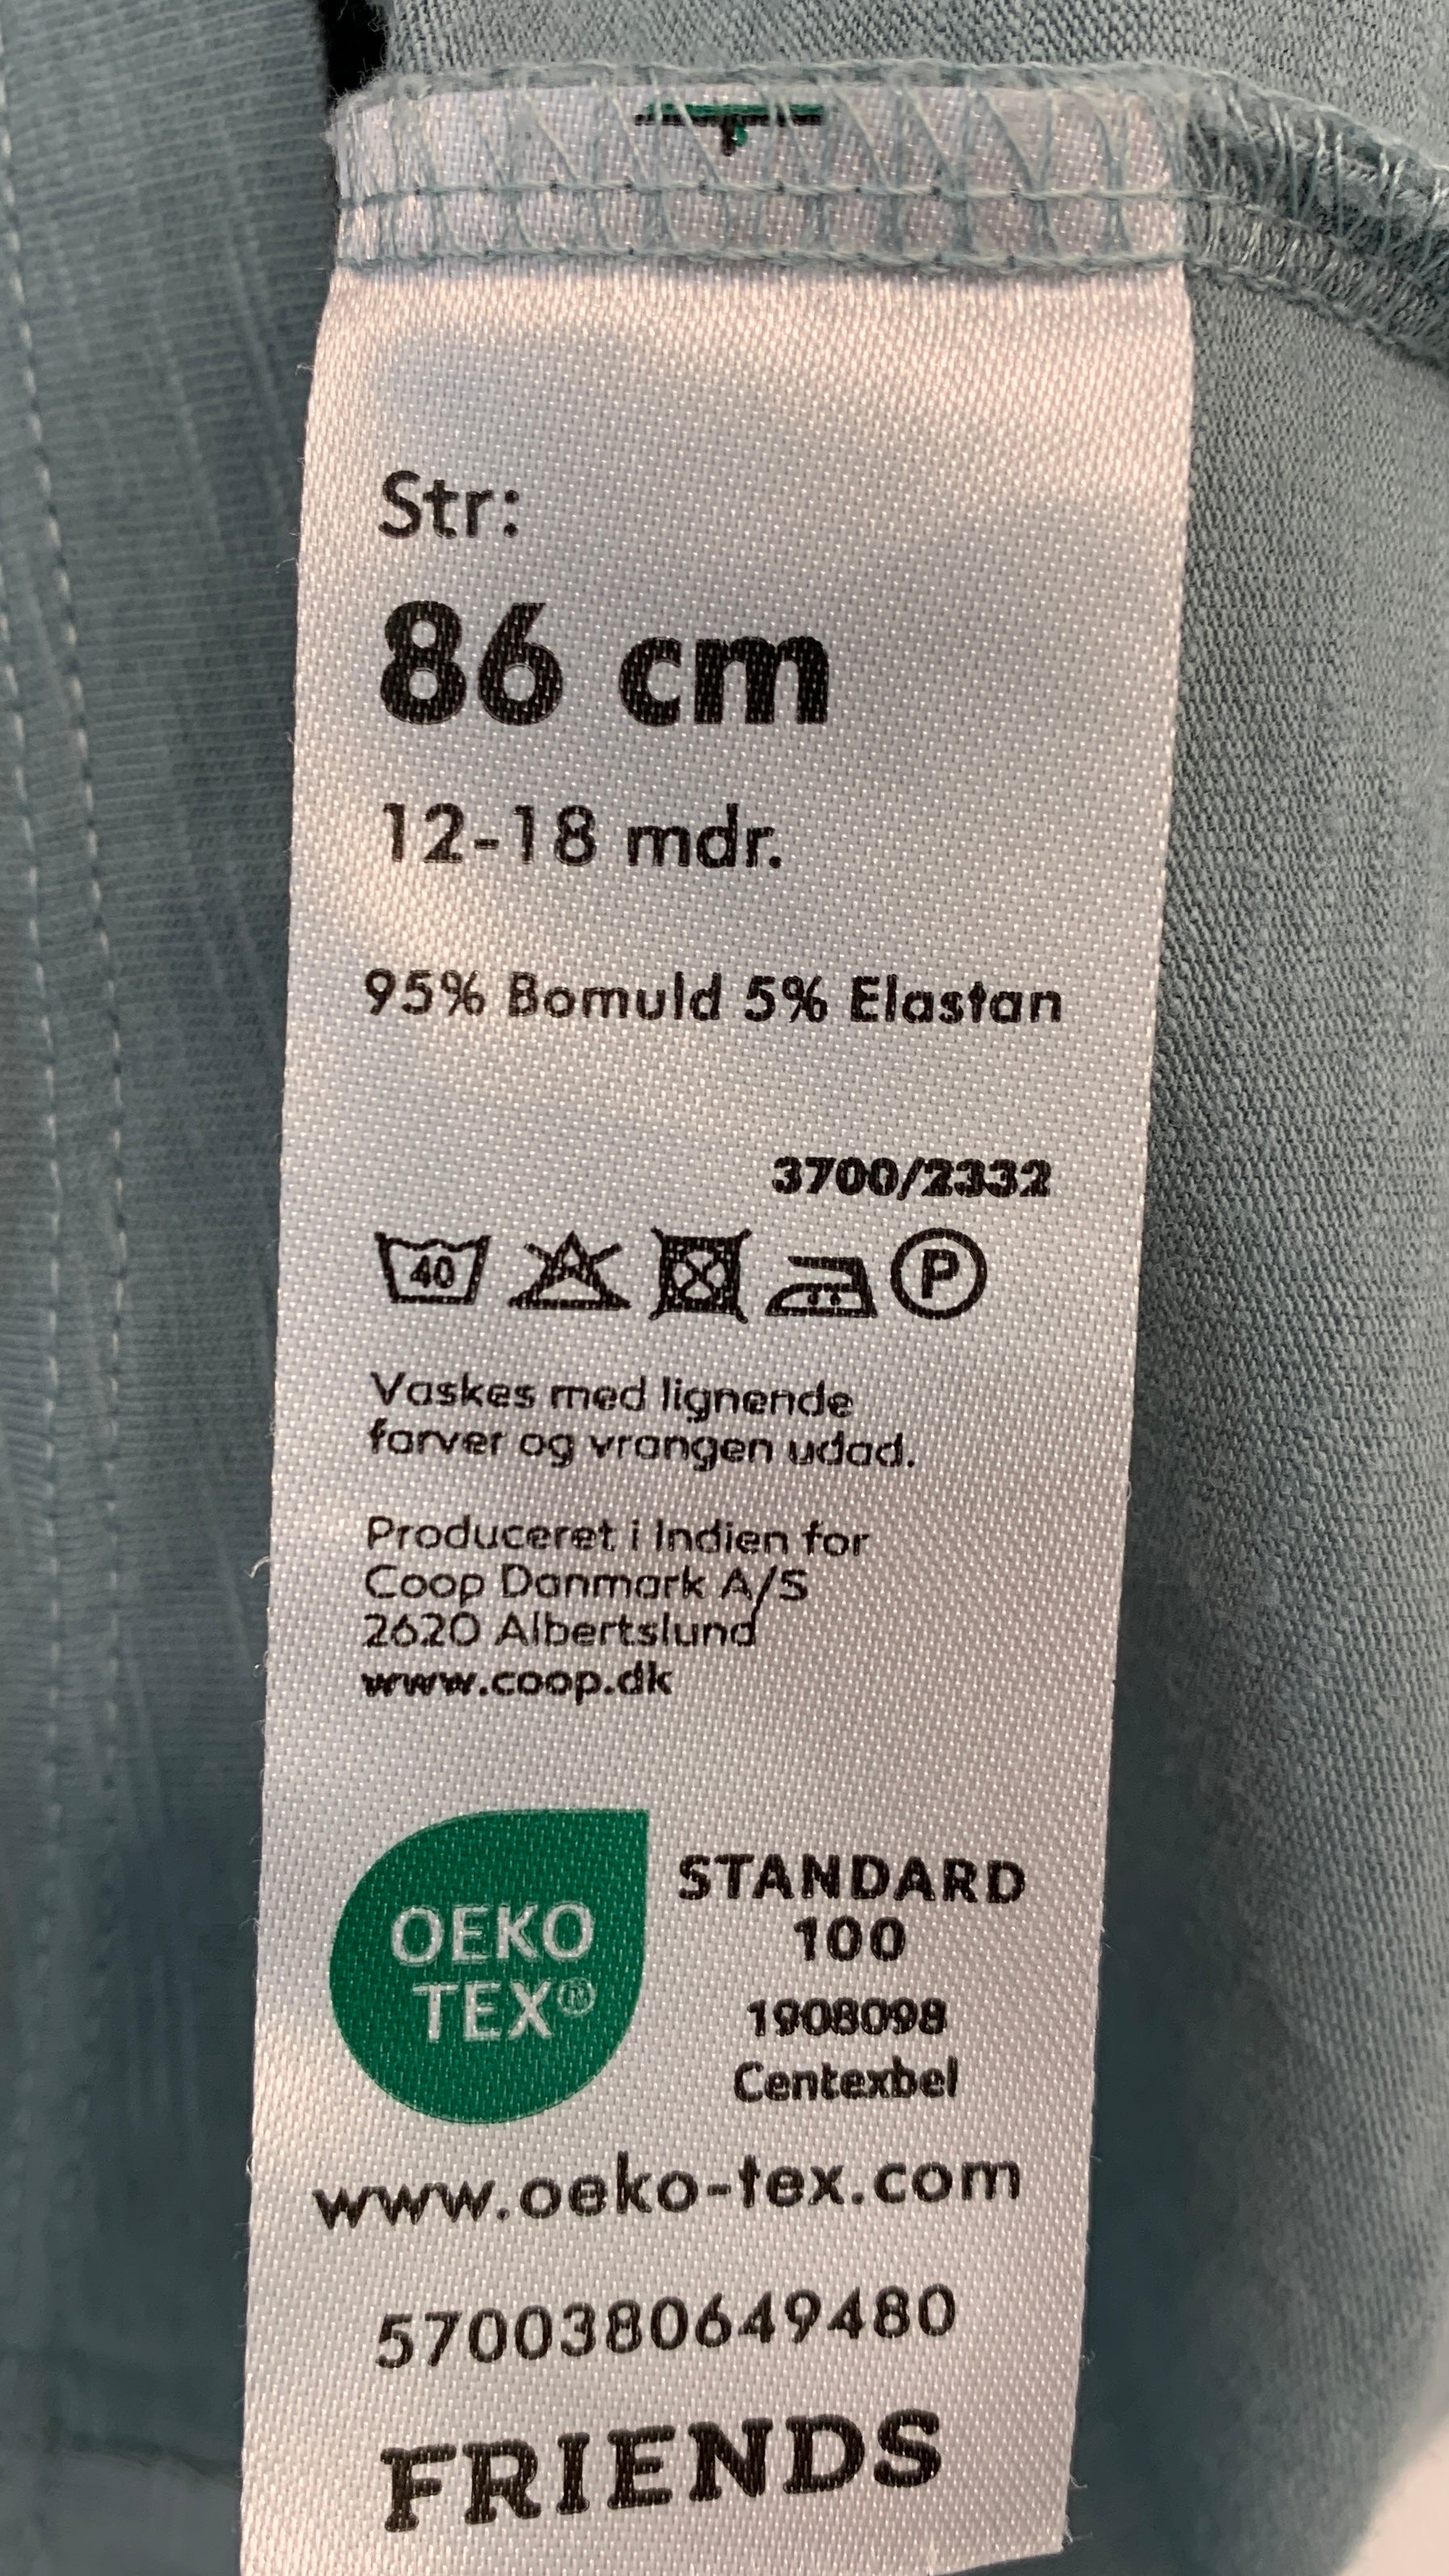 Str:
86 cm
12-18 mdr.
95% Bomuld 5% Elastan
3700/2332
40
P
Vaskes med lignende
farver og vrangen udad.
Produceret i Indien for
Coop Danmark A/S
2620 Albertslund
www.coop.dk
OEKO
TEX®
STANDARD
100
1908098
Centexbel
www.oeko-tex.com
5700380649480
FRIENDS